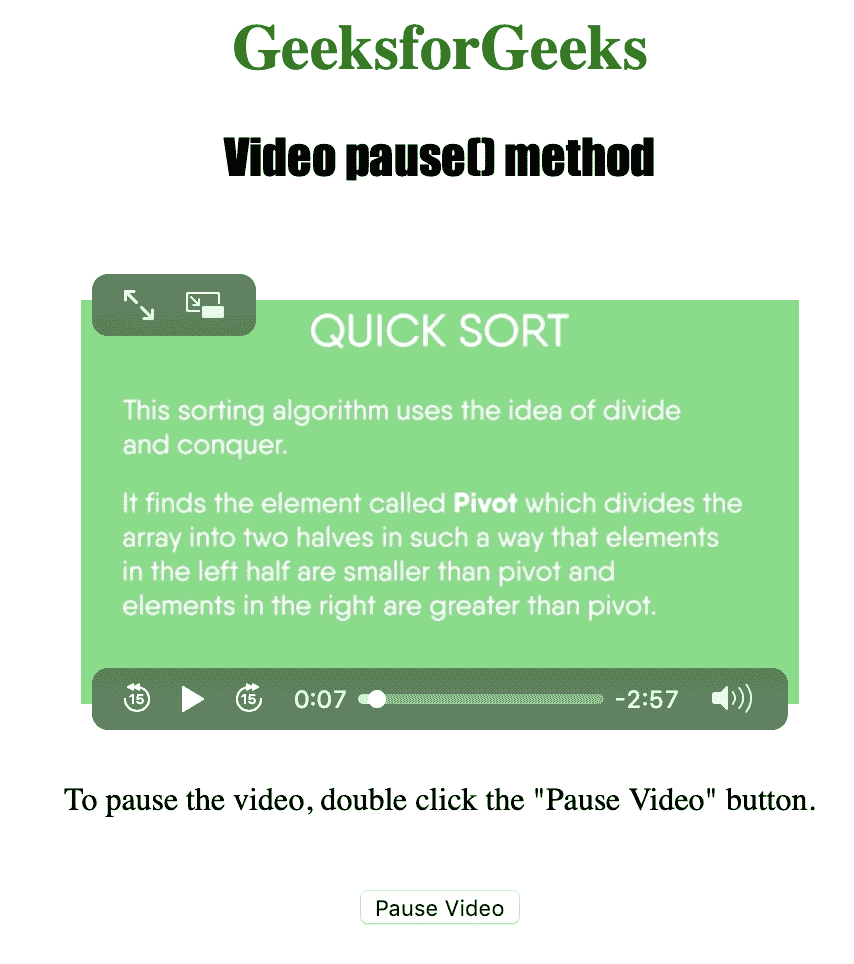 GeeksforGeeks
Video pause() method
QUICK SORT
This sorting algorithm uses the idea of divide
and conquer.
It finds the element called Pivot which divides the
array into two halves in such a way that elements
in the left half are smaller than pivot and
elements in the right are greater than pivot.
15 15 0:07 -2:57
To pause the video, double click the "Pause Video" button.
Pause Video